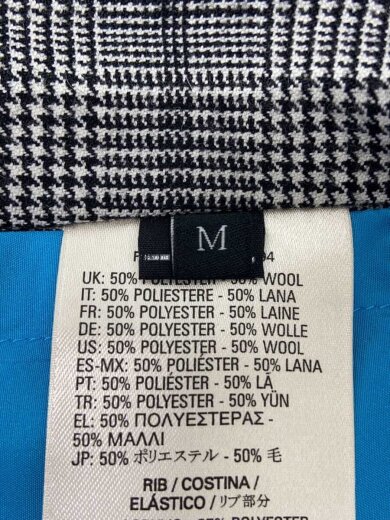 M
UK: 50% POLYESTER - 50% WOOL
IT: 50% POLIESTERE - 50% LANA
FR: 50% POLYESTER - 50% LAINE
DE: 50% POLYESTER - 50% WOLLE
US: 50% POLYESTER - 50% WOOL
ES-MX: 50% POLIÉSTER - 50% LANA
PT: 50% POLIÉSTER - 50% LÃ
TR: 50% POLYESTER - 50% YÜN
EL: 50% ΠΟΛΥΕΣΤΕΡΑΣ -
50% ΜΑΛΛΙ
JP: 50% ポリエステル - 50% 毛
RIB / COSTINA /
ELÁSTICO / リブ部分